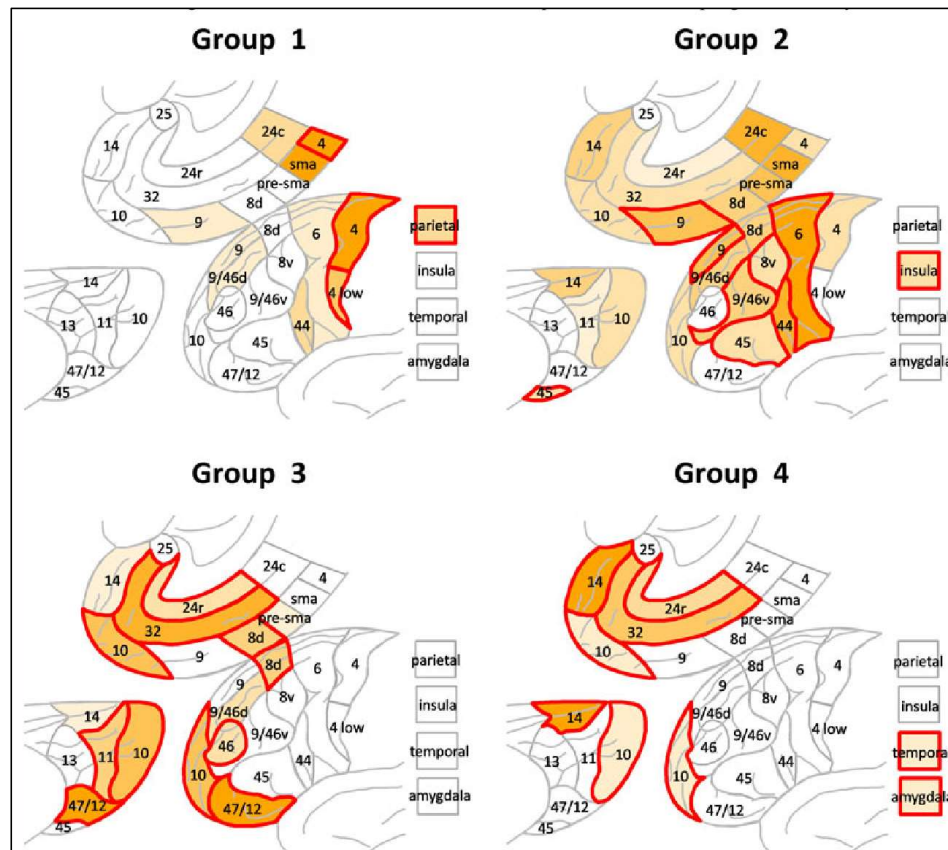 Group 1
25
14
24c
4
24r
sma
32
pre-sma
10
9
8d
8d
6
4
parietal
9
8v
14
9/46d
insula
13
11
10
46
9/46v
4 low
temporal
10
45
44
47/12
47/12
amygdala
45
Group 2
25
14
24c
4
24r
sma
32
pre-sma
10
9
8d
8d
6
4
parietal
9
8v
14
9/46d
insula
13
11
10
46
9/46v
4 low
temporal
10
45
44
47/12
47/12
amygdala
45
Group 3
25
14
24c
4
24r
sma
32
pre-sma
10
9
8d
8d
6
4
parietal
9
8v
14
9/46d
insula
13
11
10
46
9/46v
4 low
temporal
10
45
44
47/12
47/12
amygdala
45
Group 4
25
14
24c
4
24r
sma
32
pre-sma
10
9
8d
8d
6
4
parietal
9
8v
14
9/46d
insula
13
11
10
46
9/46v
4 low
tempora
10
45
44
47/12
47/12
amygdala
45